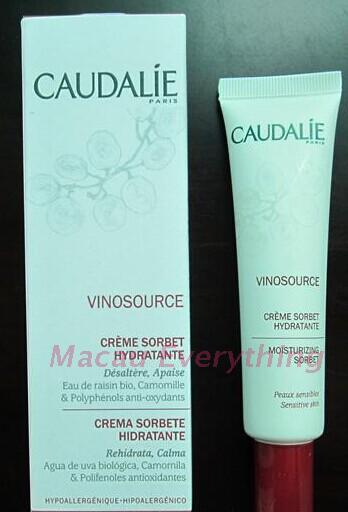 CAUDALÍE
PARIS
VINOSOURCE
CRÈME SORBET
HYDRATANTE
Désaltère, Apaise
Eau de raisin bio, Camomille
& Polyphénols anti-oxydants
CREMA SORBETE
HIDRATANTE
Rehidrata, Calma
Agua de uva biológica, Camomila
& Polifenoles antioxidantes
HYPOALLERGÉNIQUE-HIPOALERGÉNICO
CAUDALÍE
PARIS
VINOSOURCE
CRÈME SORBET
HYDRATANTE
MOISTURIZING
SORBET
Peaux sensibles
Sensitive skin
Macau Everything